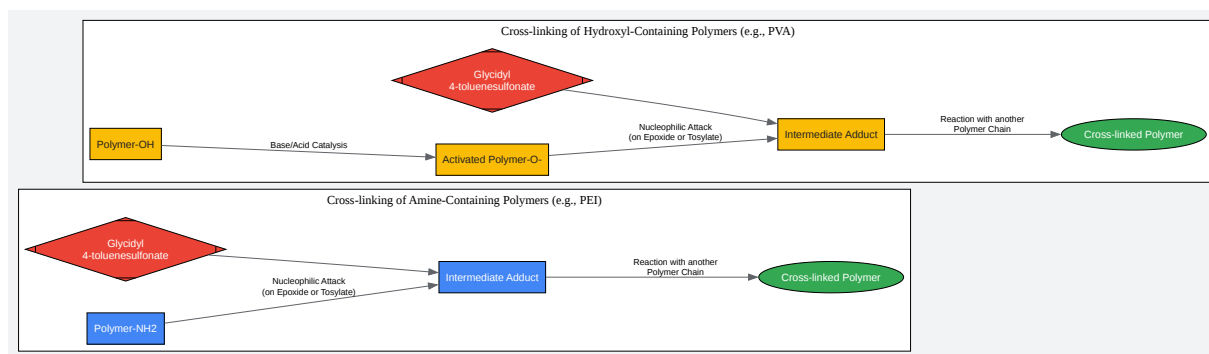 Cross-linking of Hydroxyl-Containing Polymers (e.g., PVA)
Glycidyl
4-toluenesulfonate
Polymer-OH
Base/Acid Catalysis
Activated Polymer-O-
Nucleophilic Attack
(on Epoxide or Tosylate)
Intermediate Adduct
Reaction with another
Polymer Chain
Cross-linked Polymer
Cross-linking of Amine-Containing Polymers (e.g., PEI)
Glycidyl
4-toluenesulfonate
Polymer-NH2
Nucleophilic Attack
(on Epoxide or Tosylate)
Intermediate Adduct
Reaction with another
Polymer Chain
Cross-linked Polymer